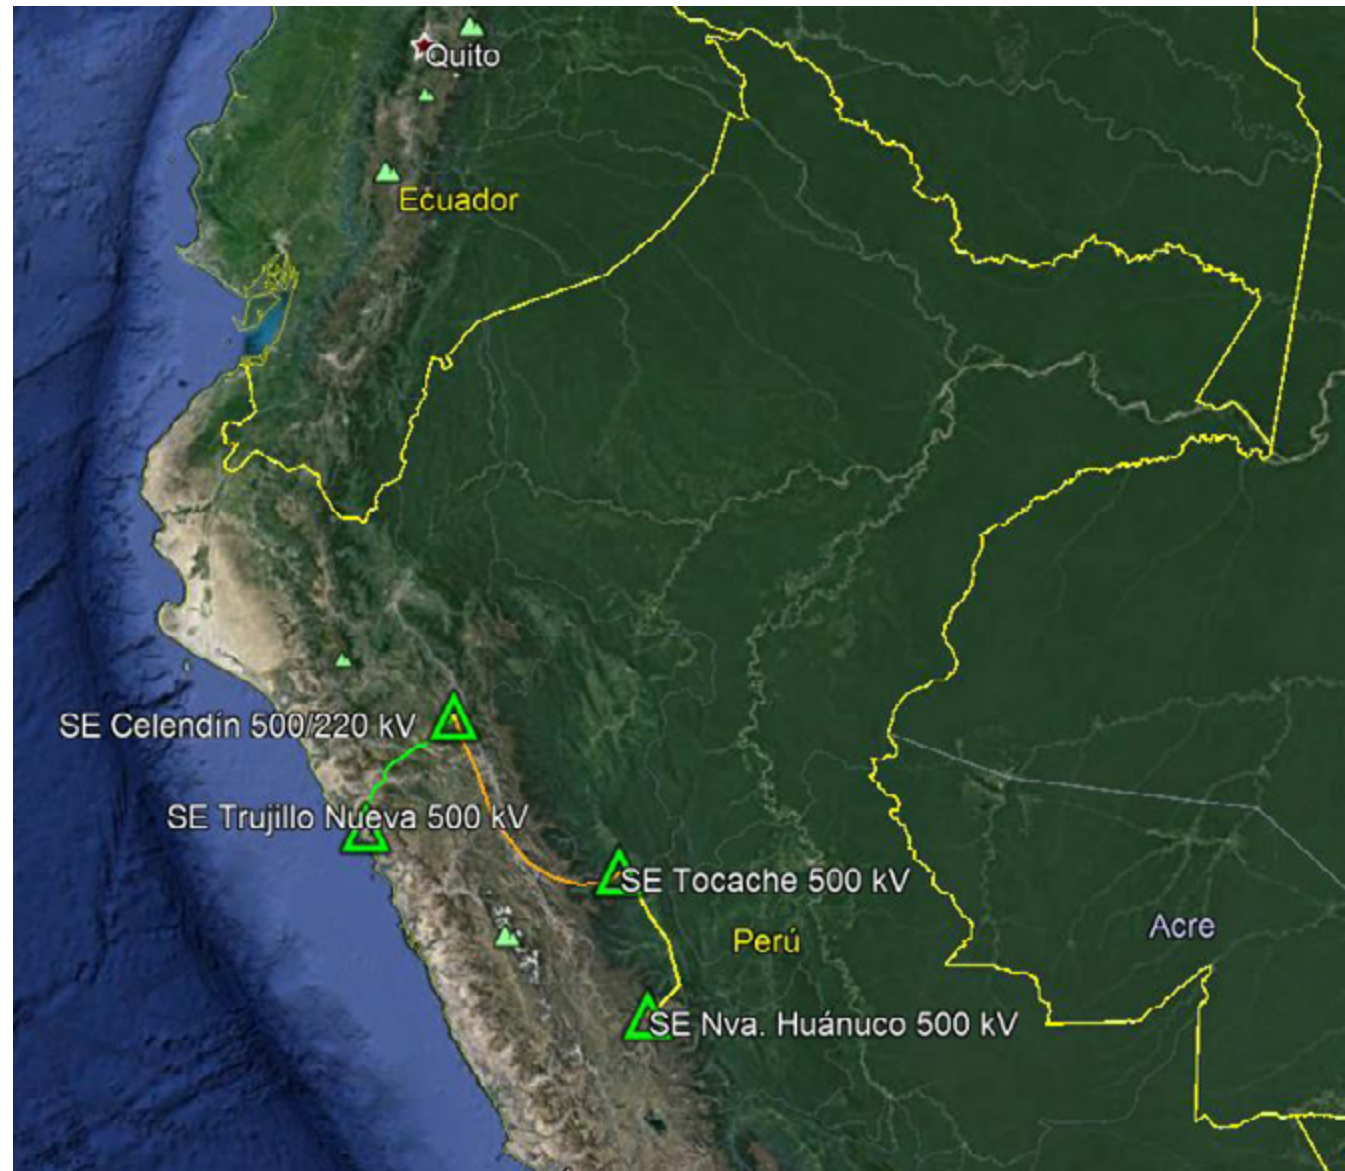 Quito
Ecuador
SE Celendín 500/220 kV
SE Trujillo Nueva 500 kV
SE Tocache 500 kV
Acre
Perú
SE Nva. Huánuco 500 kV